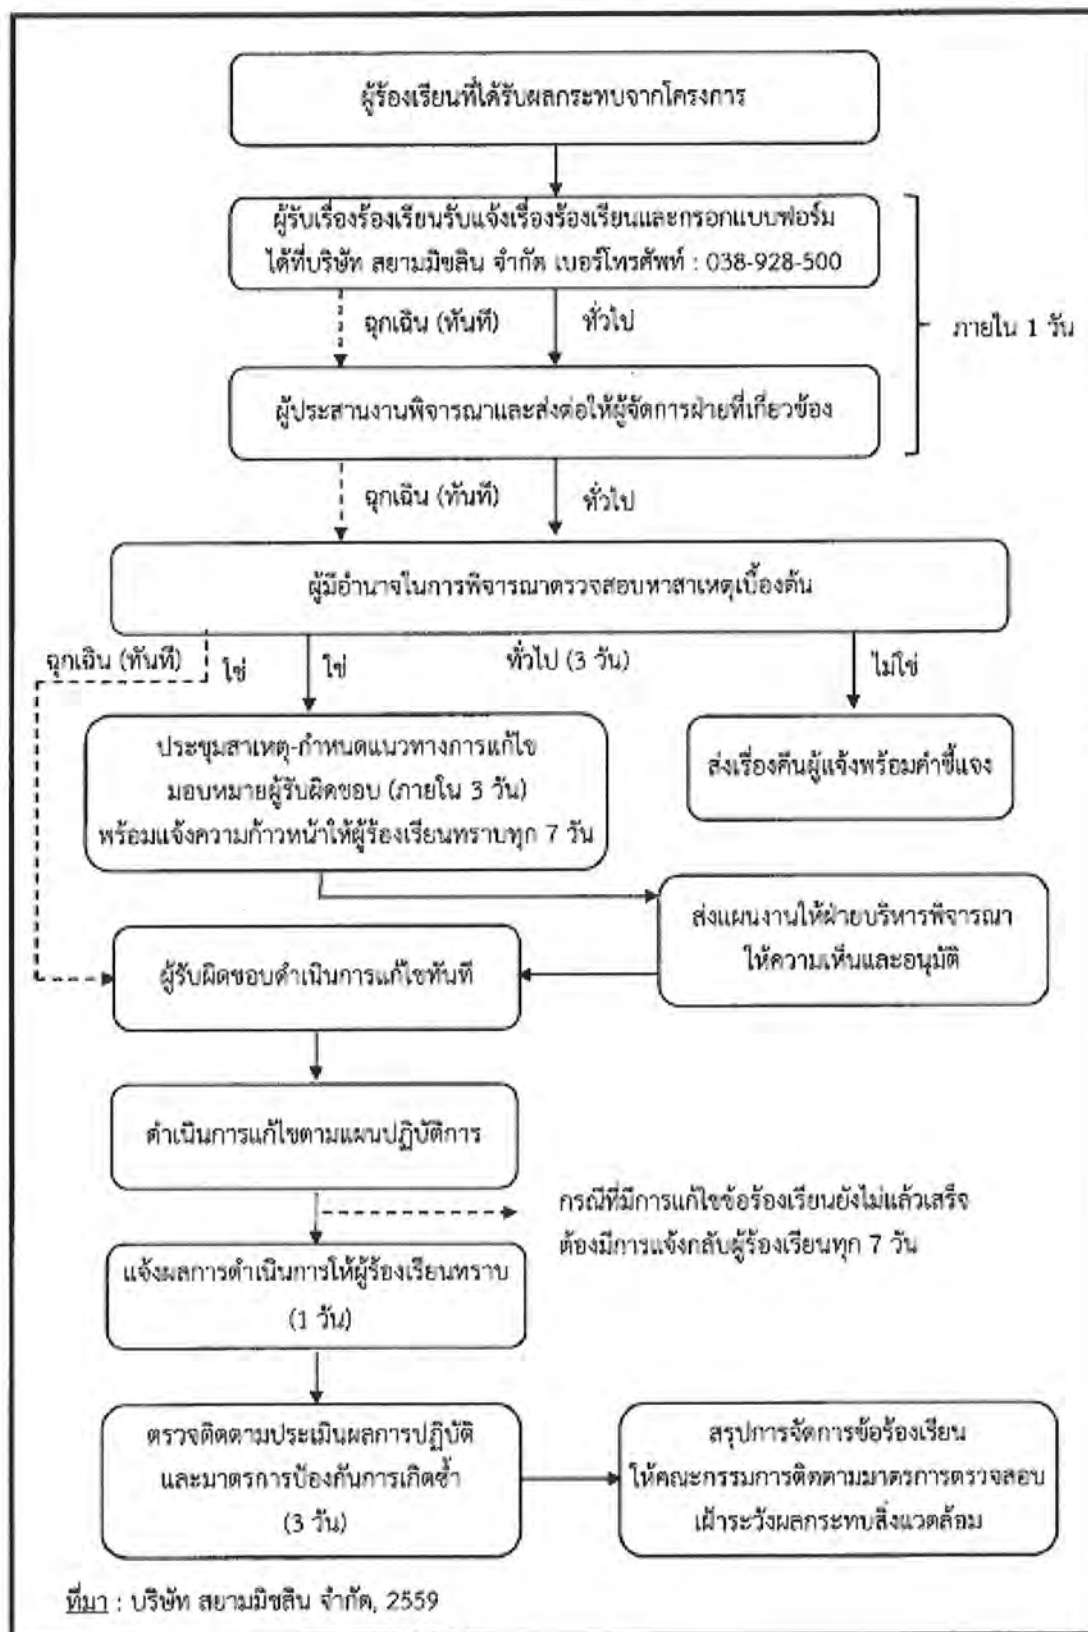 ผู้ร้องเรียนที่ได้รับผลกระทบจากโครงการ
ผู้รับเรื่องร้องเรียนรับแจ้งเรื่องร้องเรียนและกรอกแบบฟอร์ม
ได้ที่บริษัท สยามมิชลิน จำกัด เบอร์โทรศัพท์ : 038-928-500
ฉุกเฉิน (ทันที)
ทั่วไป
ภายใน 1 วัน
ผู้ประสานงานพิจารณาและส่งต่อให้ผู้จัดการฝ่ายที่เกี่ยวข้อง
ฉุกเฉิน (ทันที)
ทั่วไป
ผู้มีอำนาจในการพิจารณาตรวจสอบหาสาเหตุเบื้องต้น
ฉุกเฉิน (ทันที)
ใช่
ใช่
ทั่วไป (3 วัน)
ไม่ใช่
ประชุมสาเหตุ-กำหนดแนวทางการแก้ไข
มอบหมายผู้รับผิดชอบ (ภายใน 3 วัน)
พร้อมแจ้งความก้าวหน้าให้ผู้ร้องเรียนทราบทุก 7 วัน
ส่งเรื่องคืนผู้แจ้งพร้อมคำชี้แจง
ส่งแผนงานให้ฝ่ายบริหารพิจารณา
ให้ความเห็นและอนุมัติ
ผู้รับผิดชอบดำเนินการแก้ไขทันที
ดำเนินการแก้ไขตามแผนปฏิบัติการ
กรณีที่มีการแก้ไขข้อร้องเรียนยังไม่แล้วเสร็จ
ต้องมีการแจ้งกลับผู้ร้องเรียนทุก 7 วัน
แจ้งผลการดำเนินการให้ผู้ร้องเรียนทราบ
(1 วัน)
ตรวจติดตามประเมินผลการปฏิบัติ
และมาตรการป้องกันการเกิดซ้ำ
(3 วัน)
สรุปการจัดการข้อร้องเรียน
ให้คณะกรรมการติดตามมาตรการตรวจสอบ
เฝ้าระวังผลกระทบสิ่งแวดล้อม
ที่มา : บริษัท สยามมิชลิน จำกัด, 2559